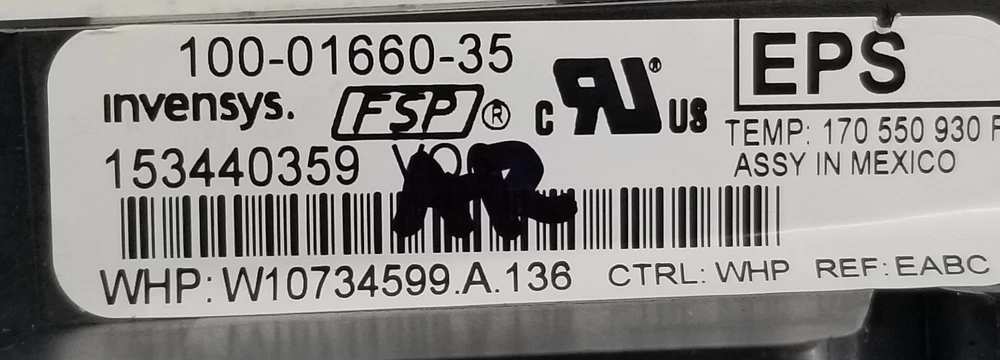 100-01660-35
EPS
invensys. FSP® c RU® US
TEMP: 170 550 930 F
153440359
ASSY IN MEXICO
WHP: W10734599.A.136 CTRL: WHP REF: EABC